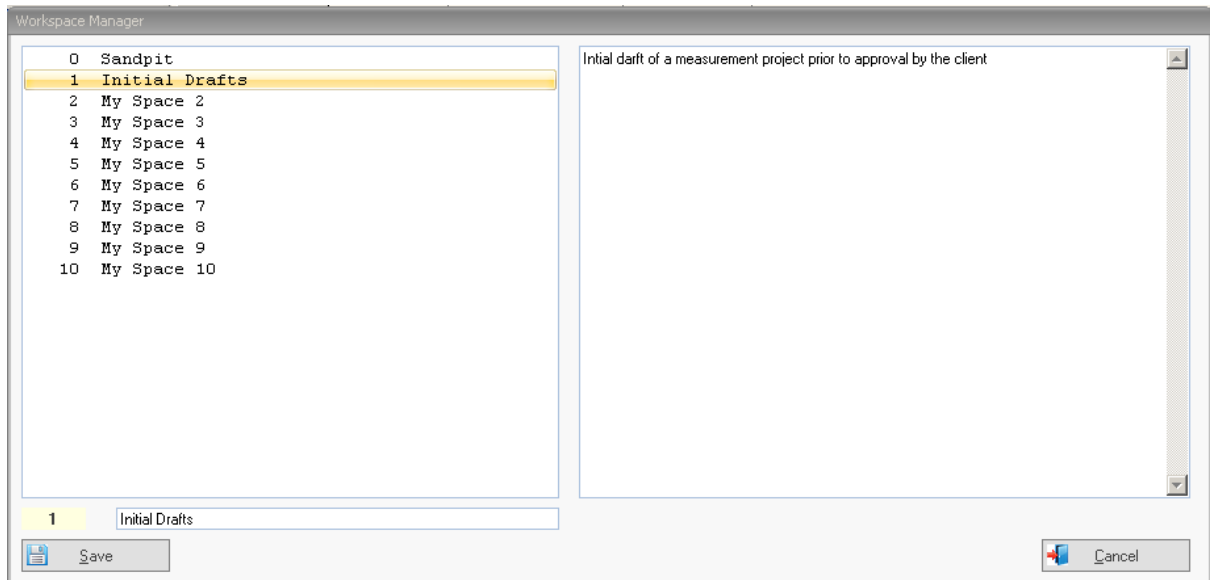 Workspace Manager
0 Sandpit
1 Initial Drafts
2 My Space 2
3 My Space 3
4 My Space 4
5 My Space 5
6 My Space 6
7 My Space 7
8 My Space 8
9 My Space 9
10 My Space 10
Intial darft of a measurement project prior to approval by the client
1 Initial Drafts
Save
Cancel